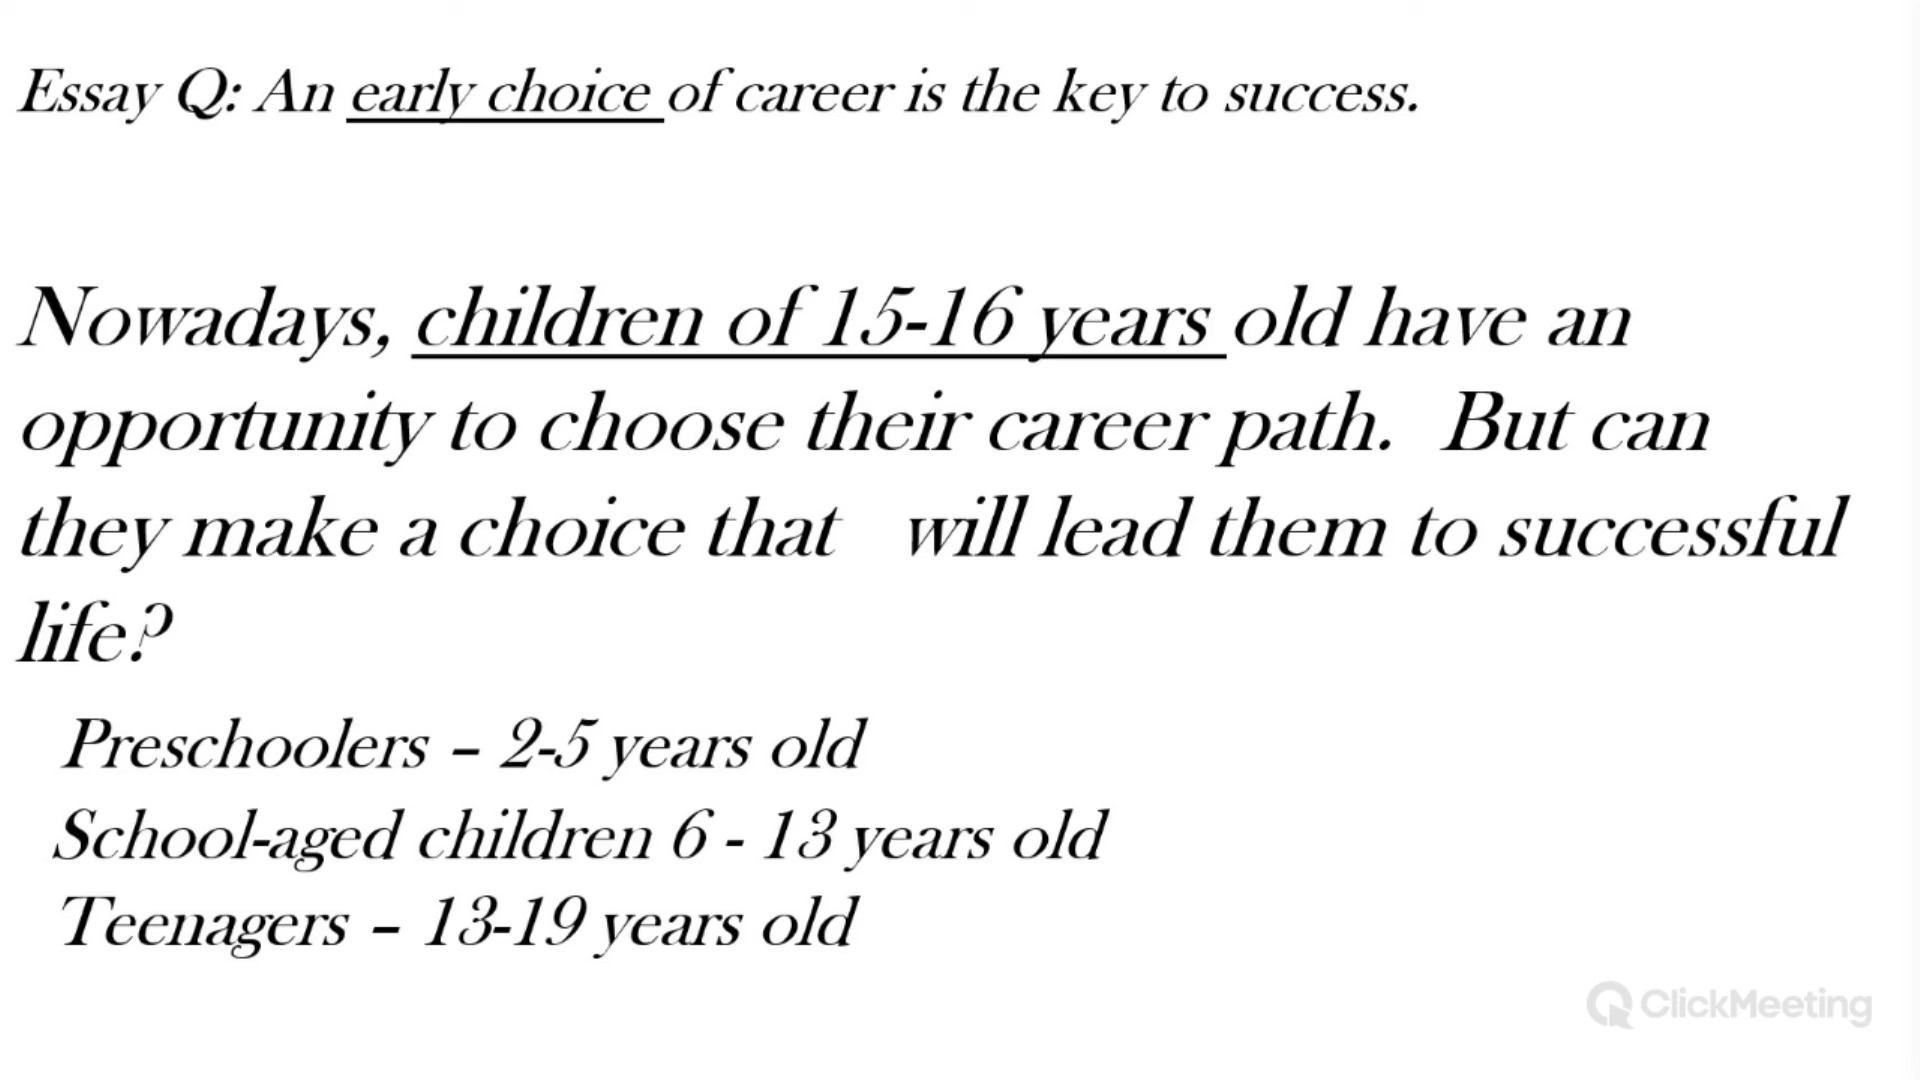 Essay Q: An early choice of career is the key to success.
Nowadays, children of 15-16 years old have an
opportunity to choose their career path. But can
they make a choice that will lead them to successful
life?
Preschoolers – 2-5 years old
School-aged children 6 - 13 years old
Teenagers – 13-19 years old
ClickMeeting